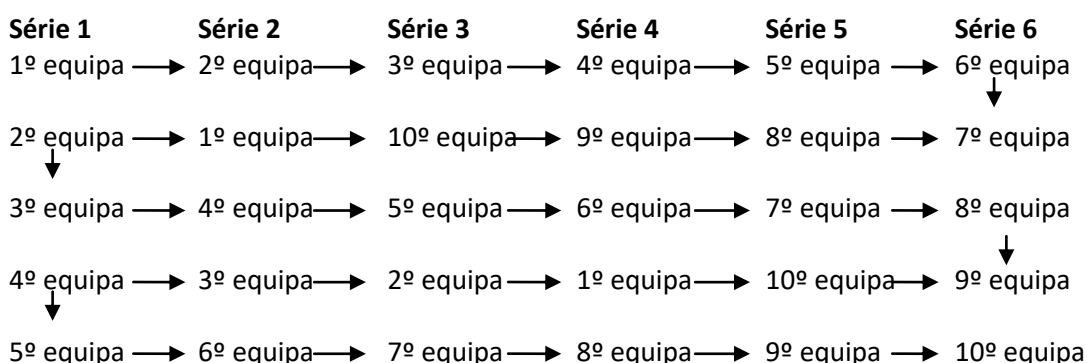 Série 1 Série 2 Série 3 Série 4 Série 5 Série 6
1º equipa 2º equipa 3º equipa 4º equipa 5º equipa 6º equipa
2º equipa 1º equipa 10º equipa 9º equipa 8º equipa 7º equipa
3º equipa 4º equipa 5º equipa 6º equipa 7º equipa 8º equipa
4º equipa 3º equipa 2º equipa 1º equipa 10º equipa 9º equipa
5º equipa 6º equipa 7º equipa 8º equipa 9º equipa 10º equipa